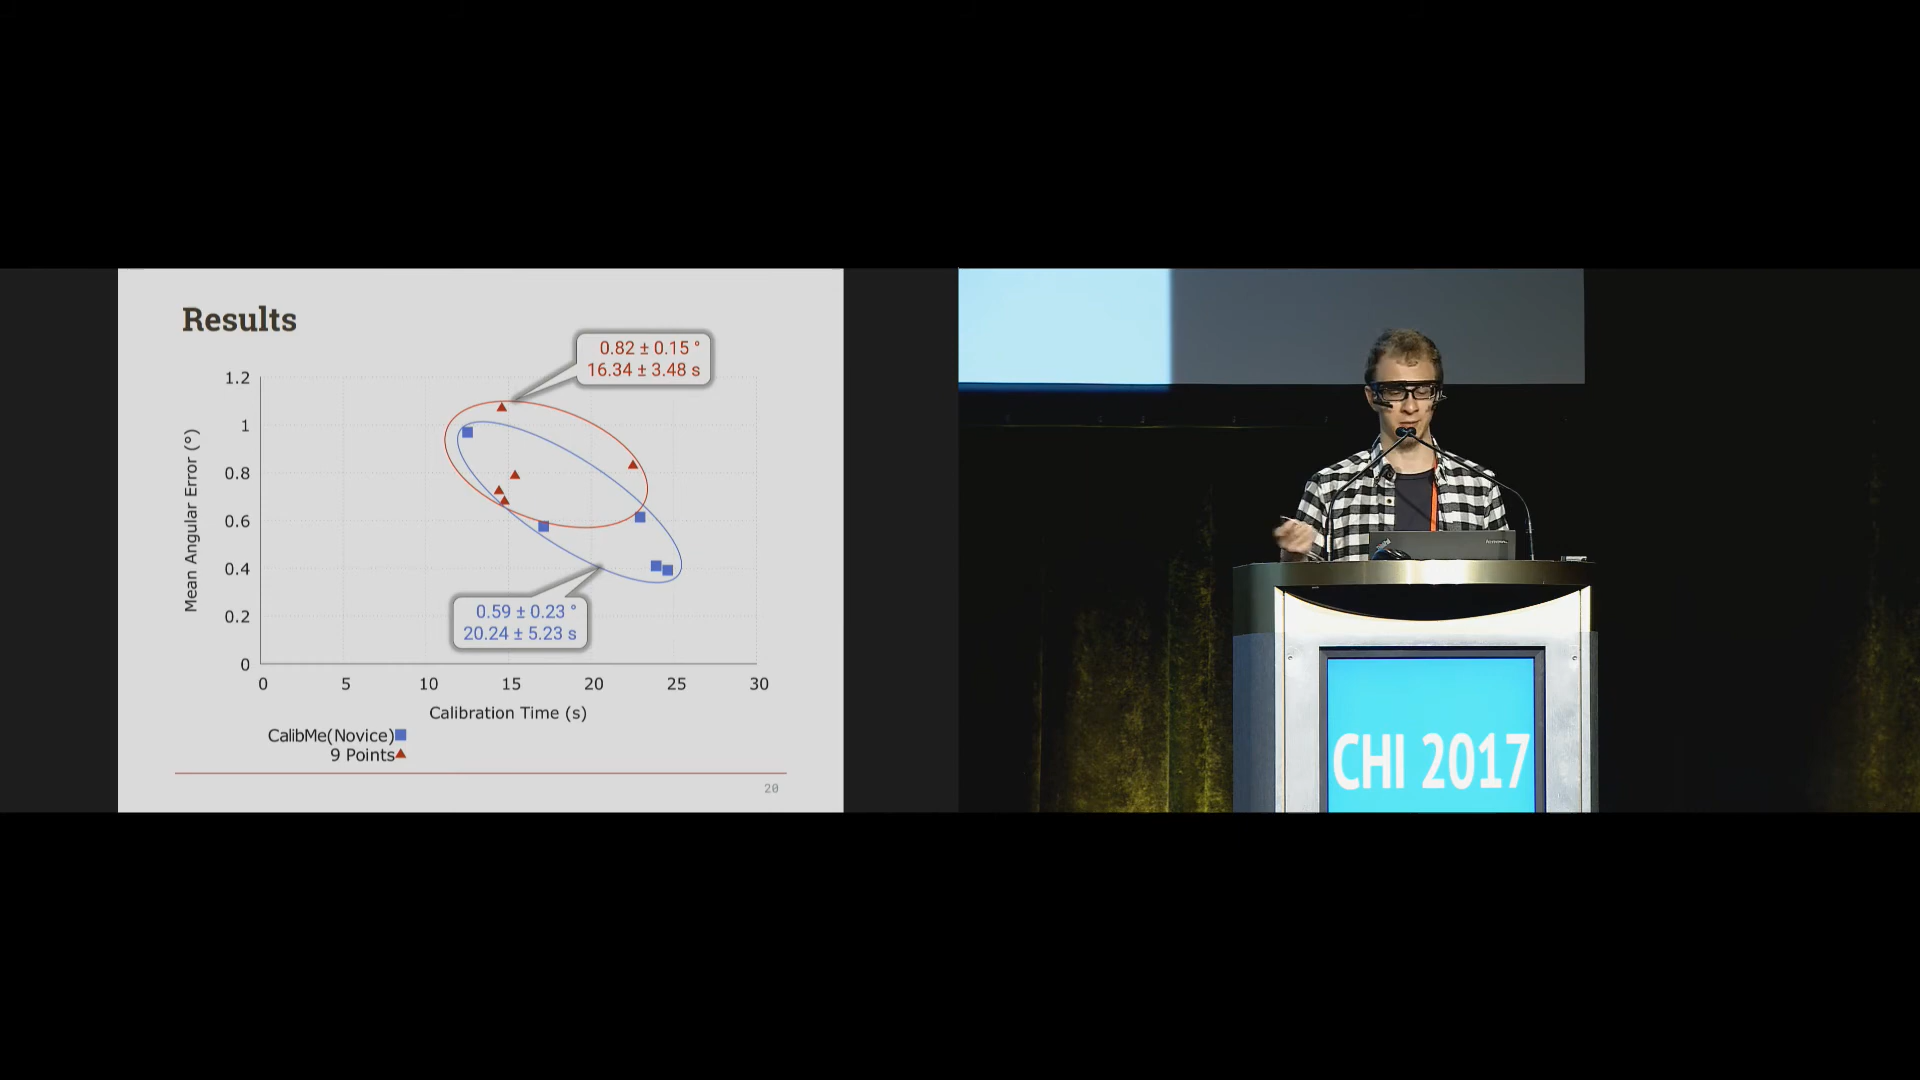 Results
0.82 ± 0.15 °
16.34 ± 3.48 s
1.2
1
0.8
0.6
0.4
0.2
0
Mean Angular Error (°)
0.59 ± 0.23 °
20.24 ± 5.23 s
0 5 10 15 20 25 30
Calibration Time (s)
CalibMe(Novice)
9 Points
20
CHI 2017